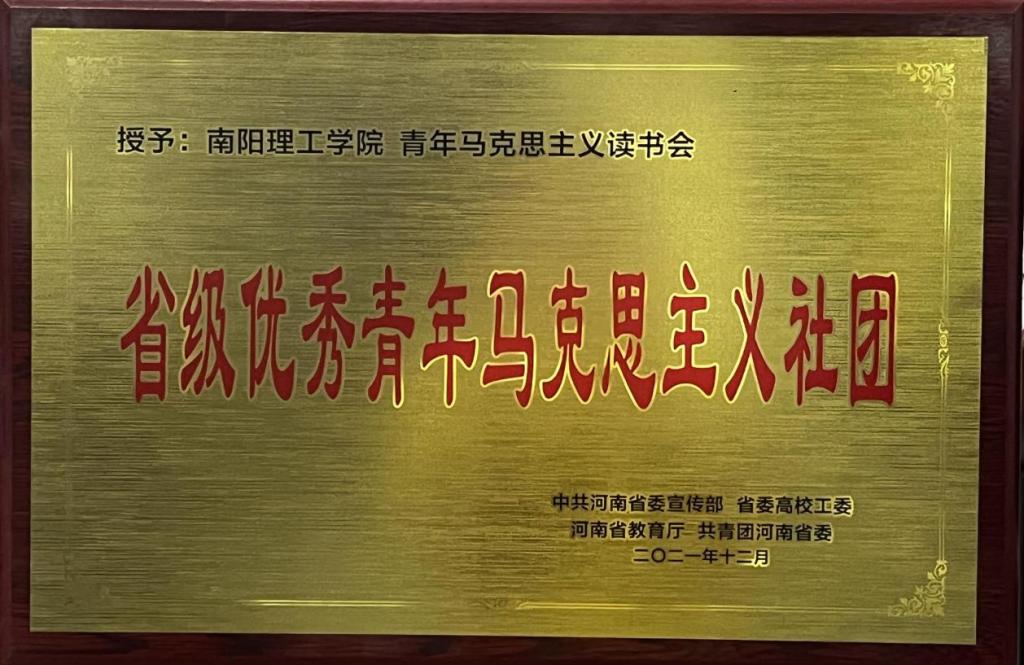 授予：南阳理工学院 青年马克思主义读书会
省级优秀青年马克思主义社团
中共河南省委宣传部 省委高校工委
河南省教育厅 共青团河南省委
二〇二一年十二月